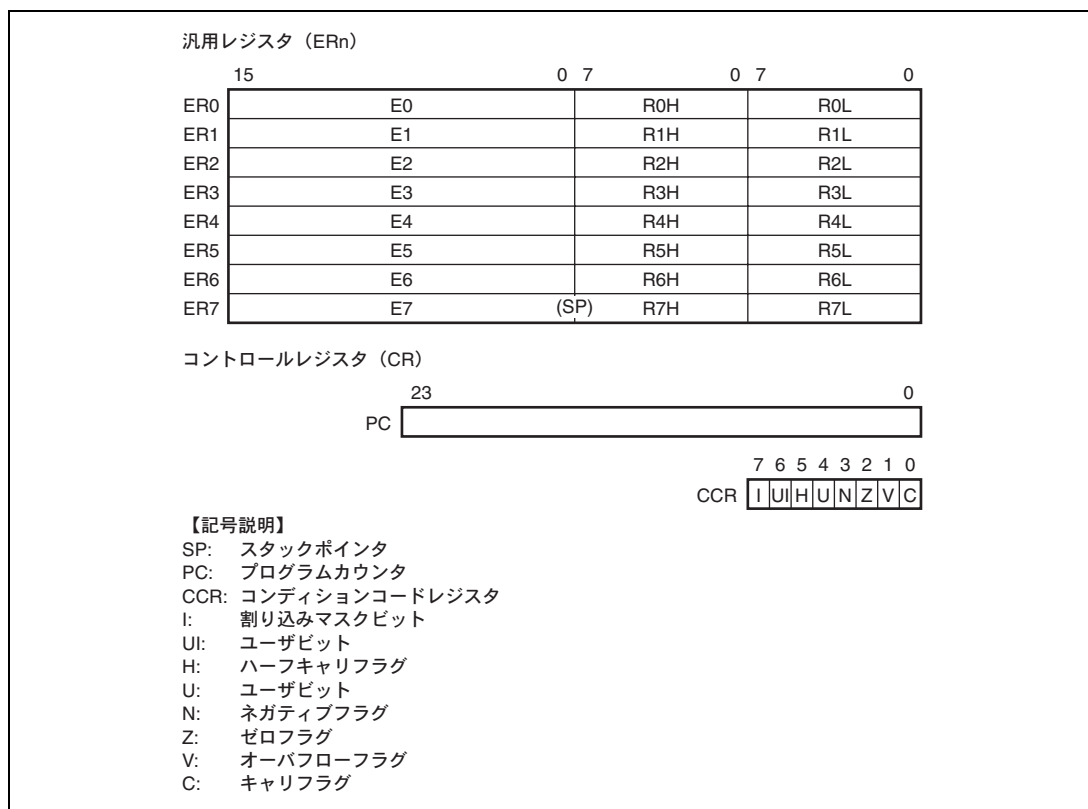 汎用レジスタ（ERn）
15 0 7 0 7 0
ER0 E0 R0H R0L
ER1 E1 R1H R1L
ER2 E2 R2H R2L
ER3 E3 R3H R3L
ER4 E4 R4H R4L
ER5 E5 R5H R5L
ER6 E6 R6H R6L
ER7 E7 (SP) R7H R7L
コントロールレジスタ（CR）
23 0
PC
7 6 5 4 3 2 1 0
CCR I UI H U N Z V C
【記号説明】
SP: スタックポインタ
PC: プログラムカウンタ
CCR: コンディションコードレジスタ
I: 割り込みマスクビット
UI: ユーザビット
H: ハーフキャリフラグ
U: ユーザビット
N: ネガティブフラグ
Z: ゼロフラグ
V: オーバフローフラグ
C: キャリフラグ